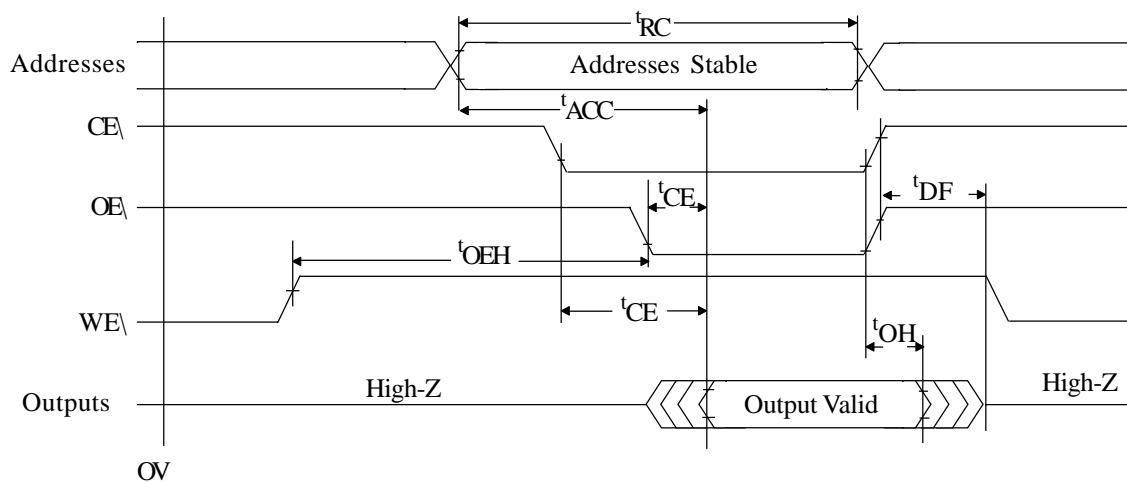 tRC
Addresses
Addresses Stable
tACC
CE\
tCE
tDF
OE\
tOEH
tCE
WE\
tOH
High-Z
High-Z
Outputs
Output Valid
OV